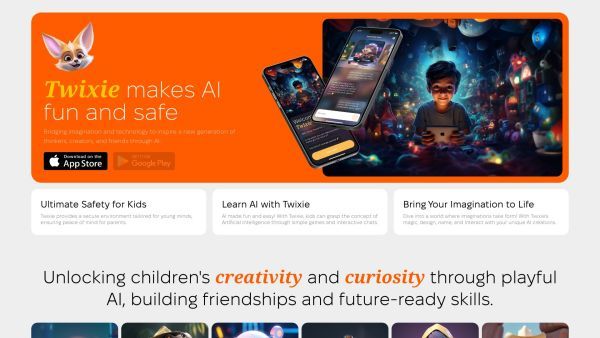 Twixie makes AI
fun and safe
Bridging imagination and technology to inspire a new generation of
thinkers, creators, and friends through AI.
Download on the
App Store
GET IT ON
Google Play
Welcome
Twixie
Ultimate Safety for Kids
Twixie provides a secure environment tailored for young minds,
ensuring peace of mind for parents.
Learn AI with Twixie
AI made fun and easy! With Twixie, kids can grasp the concept of
Artificial Intelligence through simple games and interactive chats.
Bring Your Imagination to Life
Dive into a world where imaginations take form! With Twixie's
magic, design, name, and interact with your unique AI creations.
Unlocking children's creativity and curiosity through playful
AI, building friendships and future-ready skills.